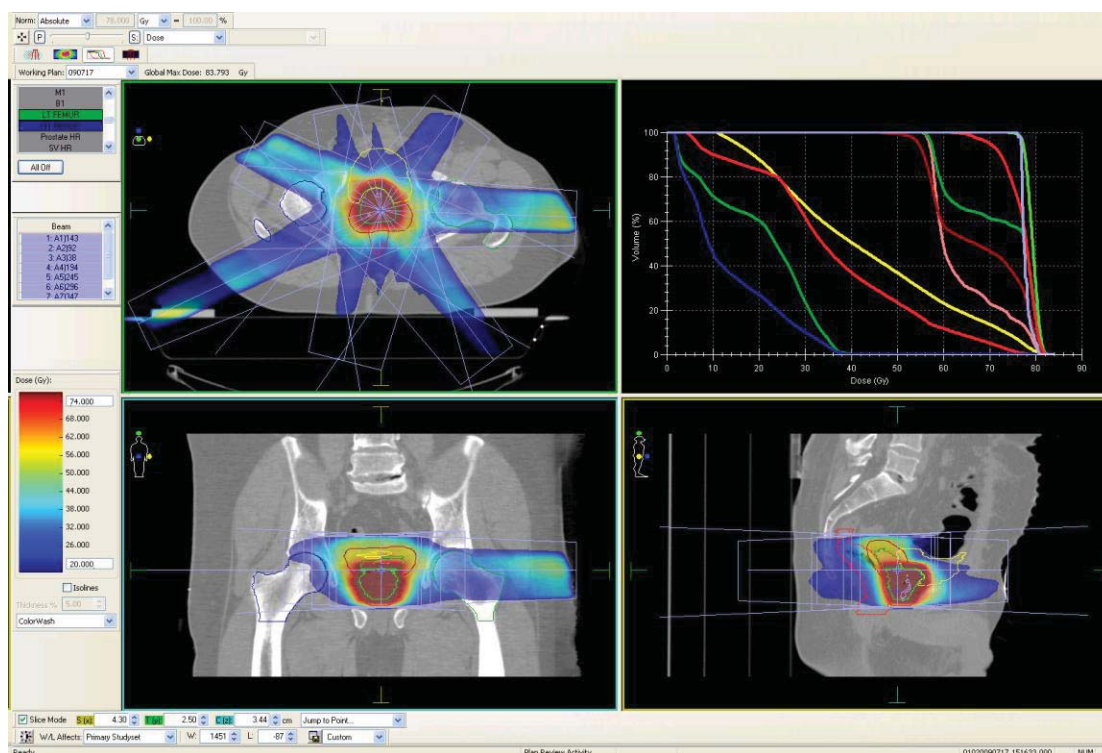 Norm: Absolute 78.000 Gy = 100.00 %
P S: Dose
Working Plan: 090717 Global Max Dose: 83.793 Gy
M1
B1
LT FEMUR
Prostate HR
SV HR
All Off
Beam
1: A1|143
2: A2|92
3: A3|38
4: A4|194
5: A5|245
6: A6|296
7: A7|347
Volume (%)
100
80
60
40
20
0
0 10 20 30 40 50 60 70 80 90
Dose (Gy)
Dose (Gy):
74.000
68.000
62.000
56.000
50.000
44.000
38.000
32.000
26.000
20.000
Isolines
Thickness % 5.00
ColorWash
Slice Mode S (x): 4.30 T (y): 2.50 C (z): 3.44 cm Jump to Point...
W/L Affects: Primary Studyset W: 1451 L: -87 Custom
Ready Plan Review Activity 01020090717.151633.000 NUM